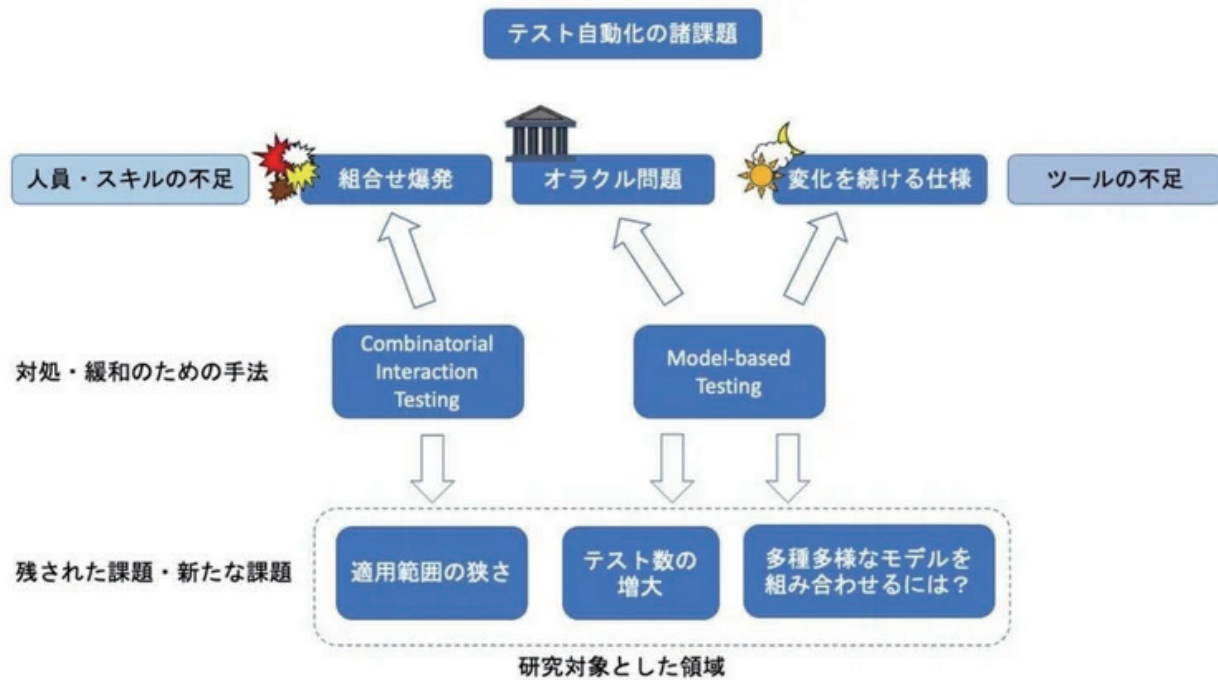 テスト自動化の諸課題
人員・スキルの不足
組合せ爆発
オラクル問題
変化を続ける仕様
ツールの不足
対処・緩和のための手法
Combinatorial
Interaction
Testing
Model-based
Testing
残された課題・新たな課題
適用範囲の狭さ
テスト数の
増大
多種多様なモデルを
組み合わせるには？
研究対象とした領域